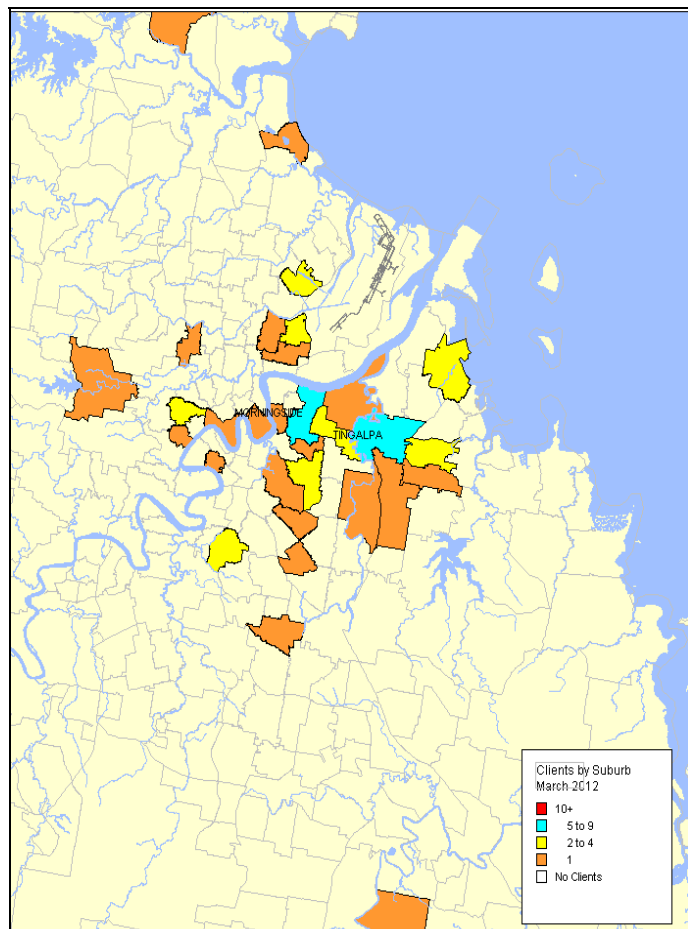 MORNINGSIDE
TINGALPA
Clients by Suburb
March 2012
10+
5 to 9
2 to 4
1
No Clients